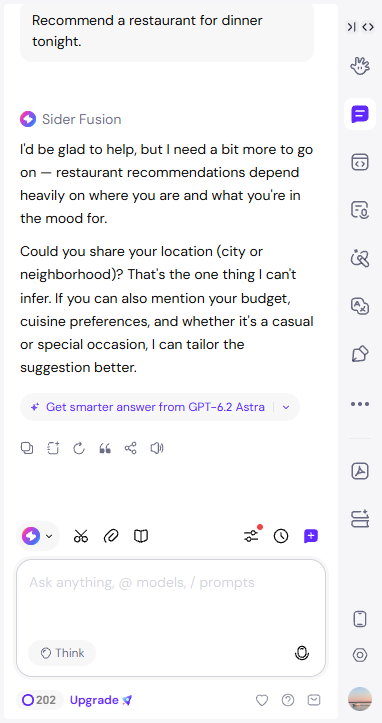 Recommend a restaurant for dinner
tonight.
Sider Fusion
I'd be glad to help, but I need a bit more to go
on — restaurant recommendations depend
heavily on where you are and what you're in
the mood for.
Could you share your location (city or
neighborhood)? That's the one thing I can't
infer. If you can also mention your budget,
cuisine preferences, and whether it's a casual
or special occasion, I can tailor the
suggestion better.
Get smarter answer from GPT-6.2 Astra
Ask anything, @ models, / prompts
Think
202
Upgrade